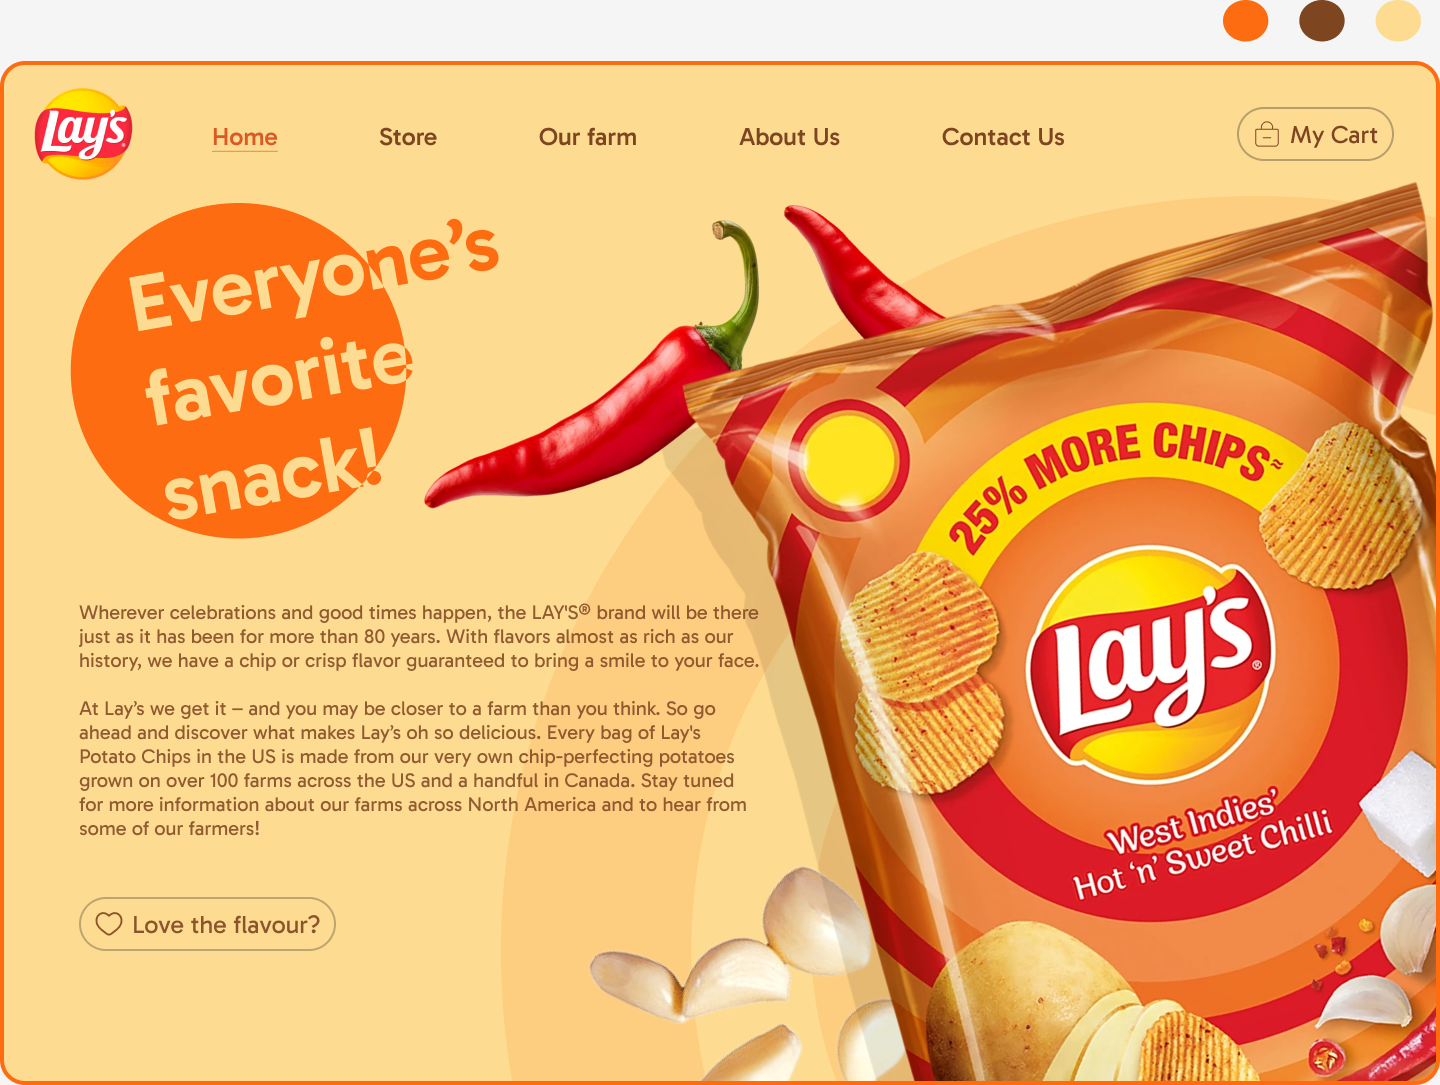 Lay's
Home
Store
Our farm
About Us
Contact Us
My Cart
Everyone’s
favorite
snack!
Wherever celebrations and good times happen, the LAY'S® brand will be there
just as it has been for more than 80 years. With flavors almost as rich as our
history, we have a chip or crisp flavor guaranteed to bring a smile to your face.
At Lay’s we get it – and you may be closer to a farm than you think. So go
ahead and discover what makes Lay’s oh so delicious. Every bag of Lay's
Potato Chips in the US is made from our very own chip-perfecting potatoes
grown on over 100 farms across the US and a handful in Canada. Stay tuned
for more information about our farms across North America and to hear from
some of our farmers!
Love the flavour?
25% MORE CHIPS≈
Lay's®
West Indies’
Hot ‘n’ Sweet Chilli